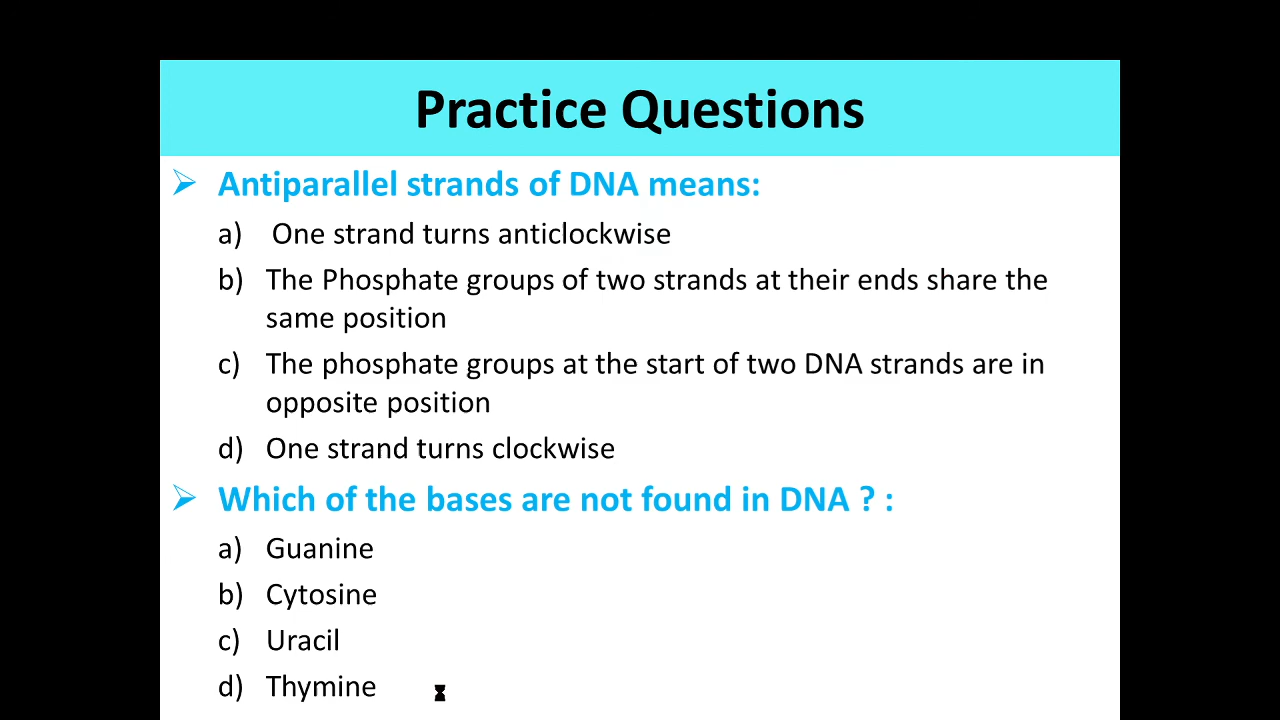 Practice Questions
➢ Antiparallel strands of DNA means:
a) One strand turns anticlockwise
b) The Phosphate groups of two strands at their ends share the
same position
c) The phosphate groups at the start of two DNA strands are in
opposite position
d) One strand turns clockwise
➢ Which of the bases are not found in DNA ? :
a) Guanine
b) Cytosine
c) Uracil
d) Thymine